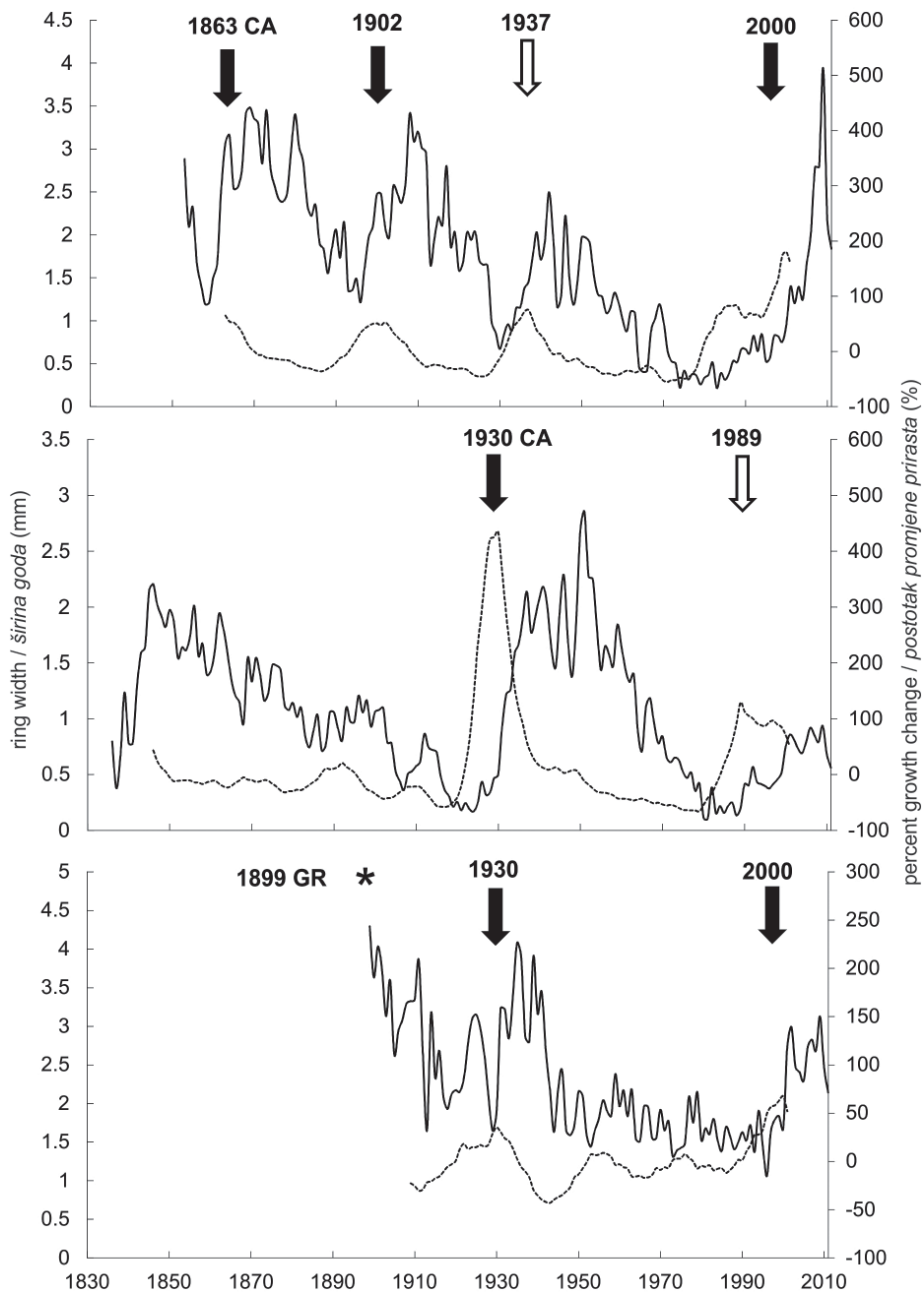 1863 CA 1902 1937 2000
4.5 4 3.5 3 2.5 2 1.5 1 0.5 0
600 500 400 300 200 100 0 -100
1930 CA 1989
3.5 3 2.5 2 1.5 1 0.5 0
600 500 400 300 200 100 0 -100
ring width / širina goda (mm)
percent growth change / postotak promjene prirasta (%)
1899 GR * 1930 2000
5 4.5 4 3.5 3 2.5 2 1.5 1 0.5 0
300 250 200 150 100 50 0 -50 -100
1830 1850 1870 1890 1910 1930 1950 1970 1990 2010